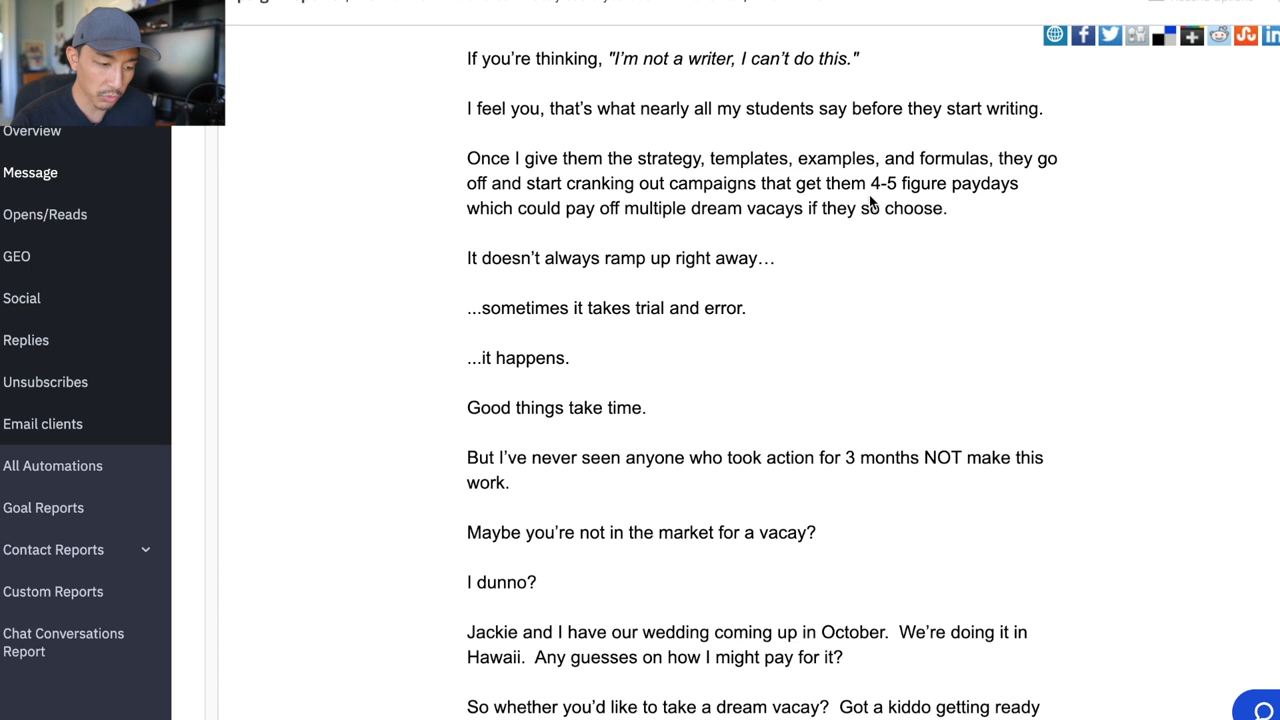 Overview
Message
Opens/Reads
GEO
Social
Replies
Unsubscribes
Email clients
All Automations
Goal Reports
Contact Reports
Custom Reports
Chat Conversations
Report
If you're thinking, "I'm not a writer, I can't do this."
I feel you, that's what nearly all my students say before they start writing.
Once I give them the strategy, templates, examples, and formulas, they go
off and start cranking out campaigns that get them 4-5 figure paydays
which could pay off multiple dream vacays if they so choose.
It doesn’t always ramp up right away…
...sometimes it takes trial and error.
...it happens.
Good things take time.
But I’ve never seen anyone who took action for 3 months NOT make this
work.
Maybe you’re not in the market for a vacay?
I dunno?
Jackie and I have our wedding coming up in October.  We’re doing it in
Hawaii.  Any guesses on how I might pay for it?
So whether you’d like to take a dream vacay?  Got a kiddo getting ready